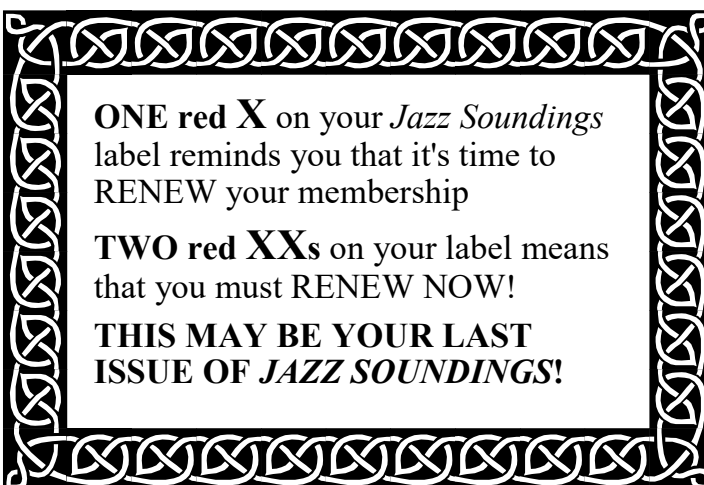 ONE red X on your Jazz Soundings
label reminds you that it's time to
RENEW your membership
TWO red XXs on your label means
that you must RENEW NOW!
THIS MAY BE YOUR LAST
ISSUE OF JAZZ SOUNDINGS!